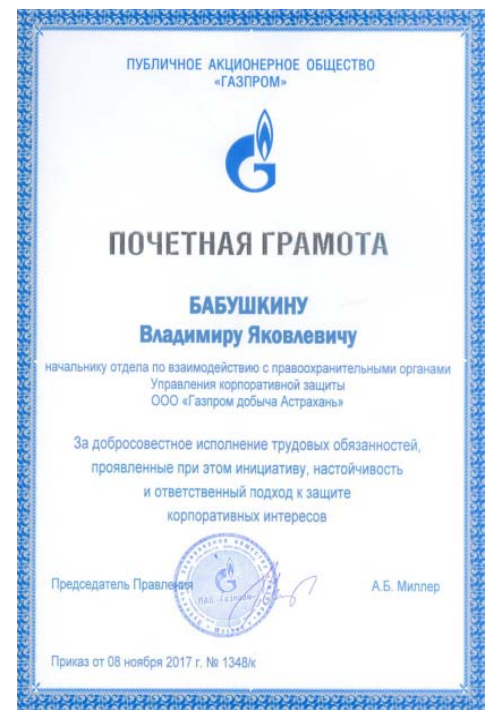 ПУБЛИЧНОЕ АКЦИОНЕРНОЕ ОБЩЕСТВО
«ГАЗПРОМ»
ПОЧЕТНАЯ ГРАМОТА
БАБУШКИНУ
Владимиру Яковлевичу
начальнику отдела по взаимодействию с правоохранительными органами
Управления корпоративной защиты
ООО «Газпром добыча Астрахань»
За добросовестное исполнение трудовых обязанностей,
проявленные при этом инициативу, настойчивость
и ответственный подход к защите
корпоративных интересов
Председатель Правления
ПАО «Газпром»
А.Б. Миллер
Приказ от 08 ноября 2017 г. № 1348/к